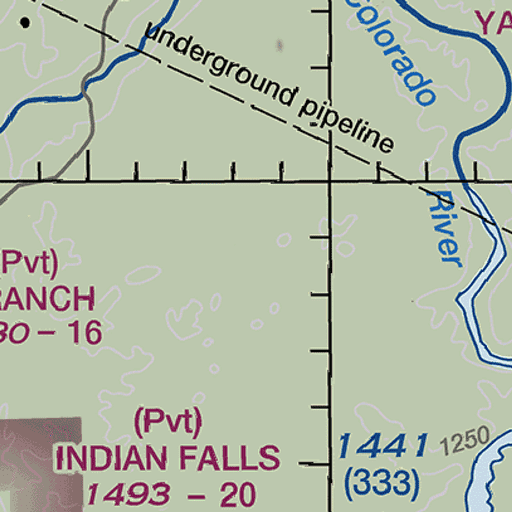 underground pipeline
Colorado
River
YA
(Pvt)
RANCH
30 – 16
(Pvt)
INDIAN FALLS
1493 – 20
1441
(333)
1250